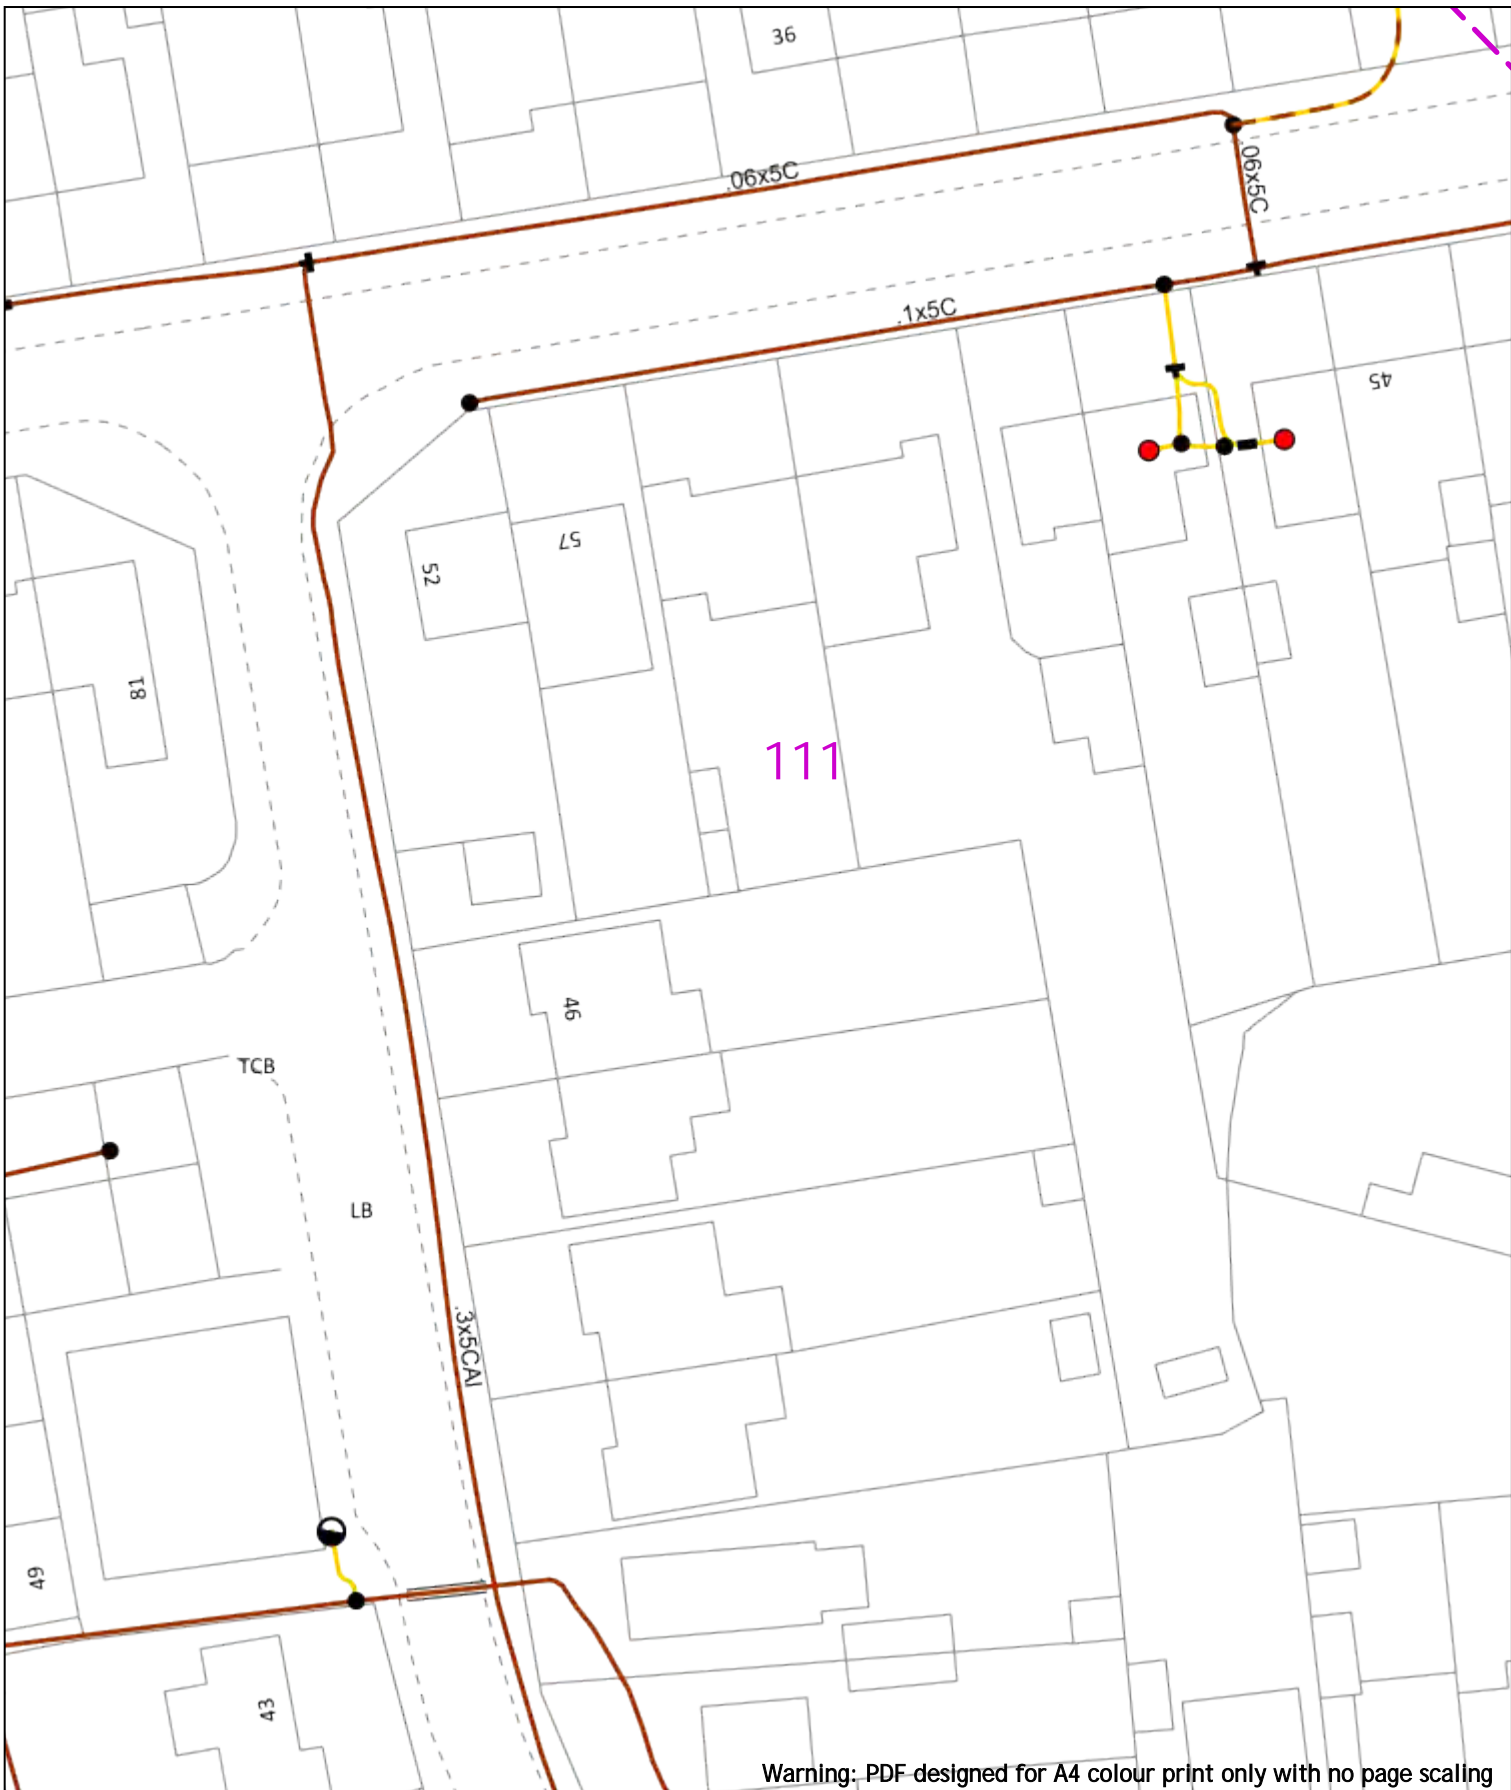 36
.06x5C
.06x5C
.1x5C
45
57
52
81
111
46
TCB
LB
.3x5CAl
49
43
Warning: PDF designed for A4 colour print only with no page scaling